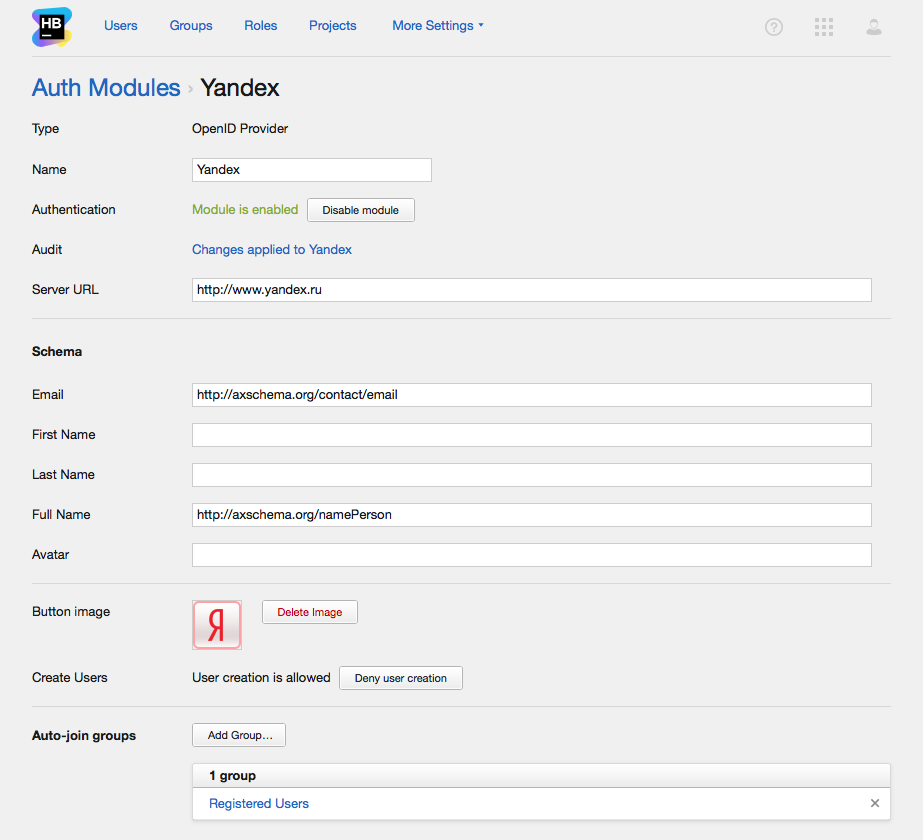 HB
Users Groups Roles Projects More Settings
?
Auth Modules › Yandex
Type OpenID Provider
Name Yandex
Authentication Module is enabled Disable module
Audit Changes applied to Yandex
Server URL http://www.yandex.ru
Schema
Email http://axschema.org/contact/email
First Name
Last Name
Full Name http://axschema.org/namePerson
Avatar
Button image Я Delete Image
Create Users User creation is allowed Deny user creation
Auto-join groups Add Group...
1 group
Registered Users ×